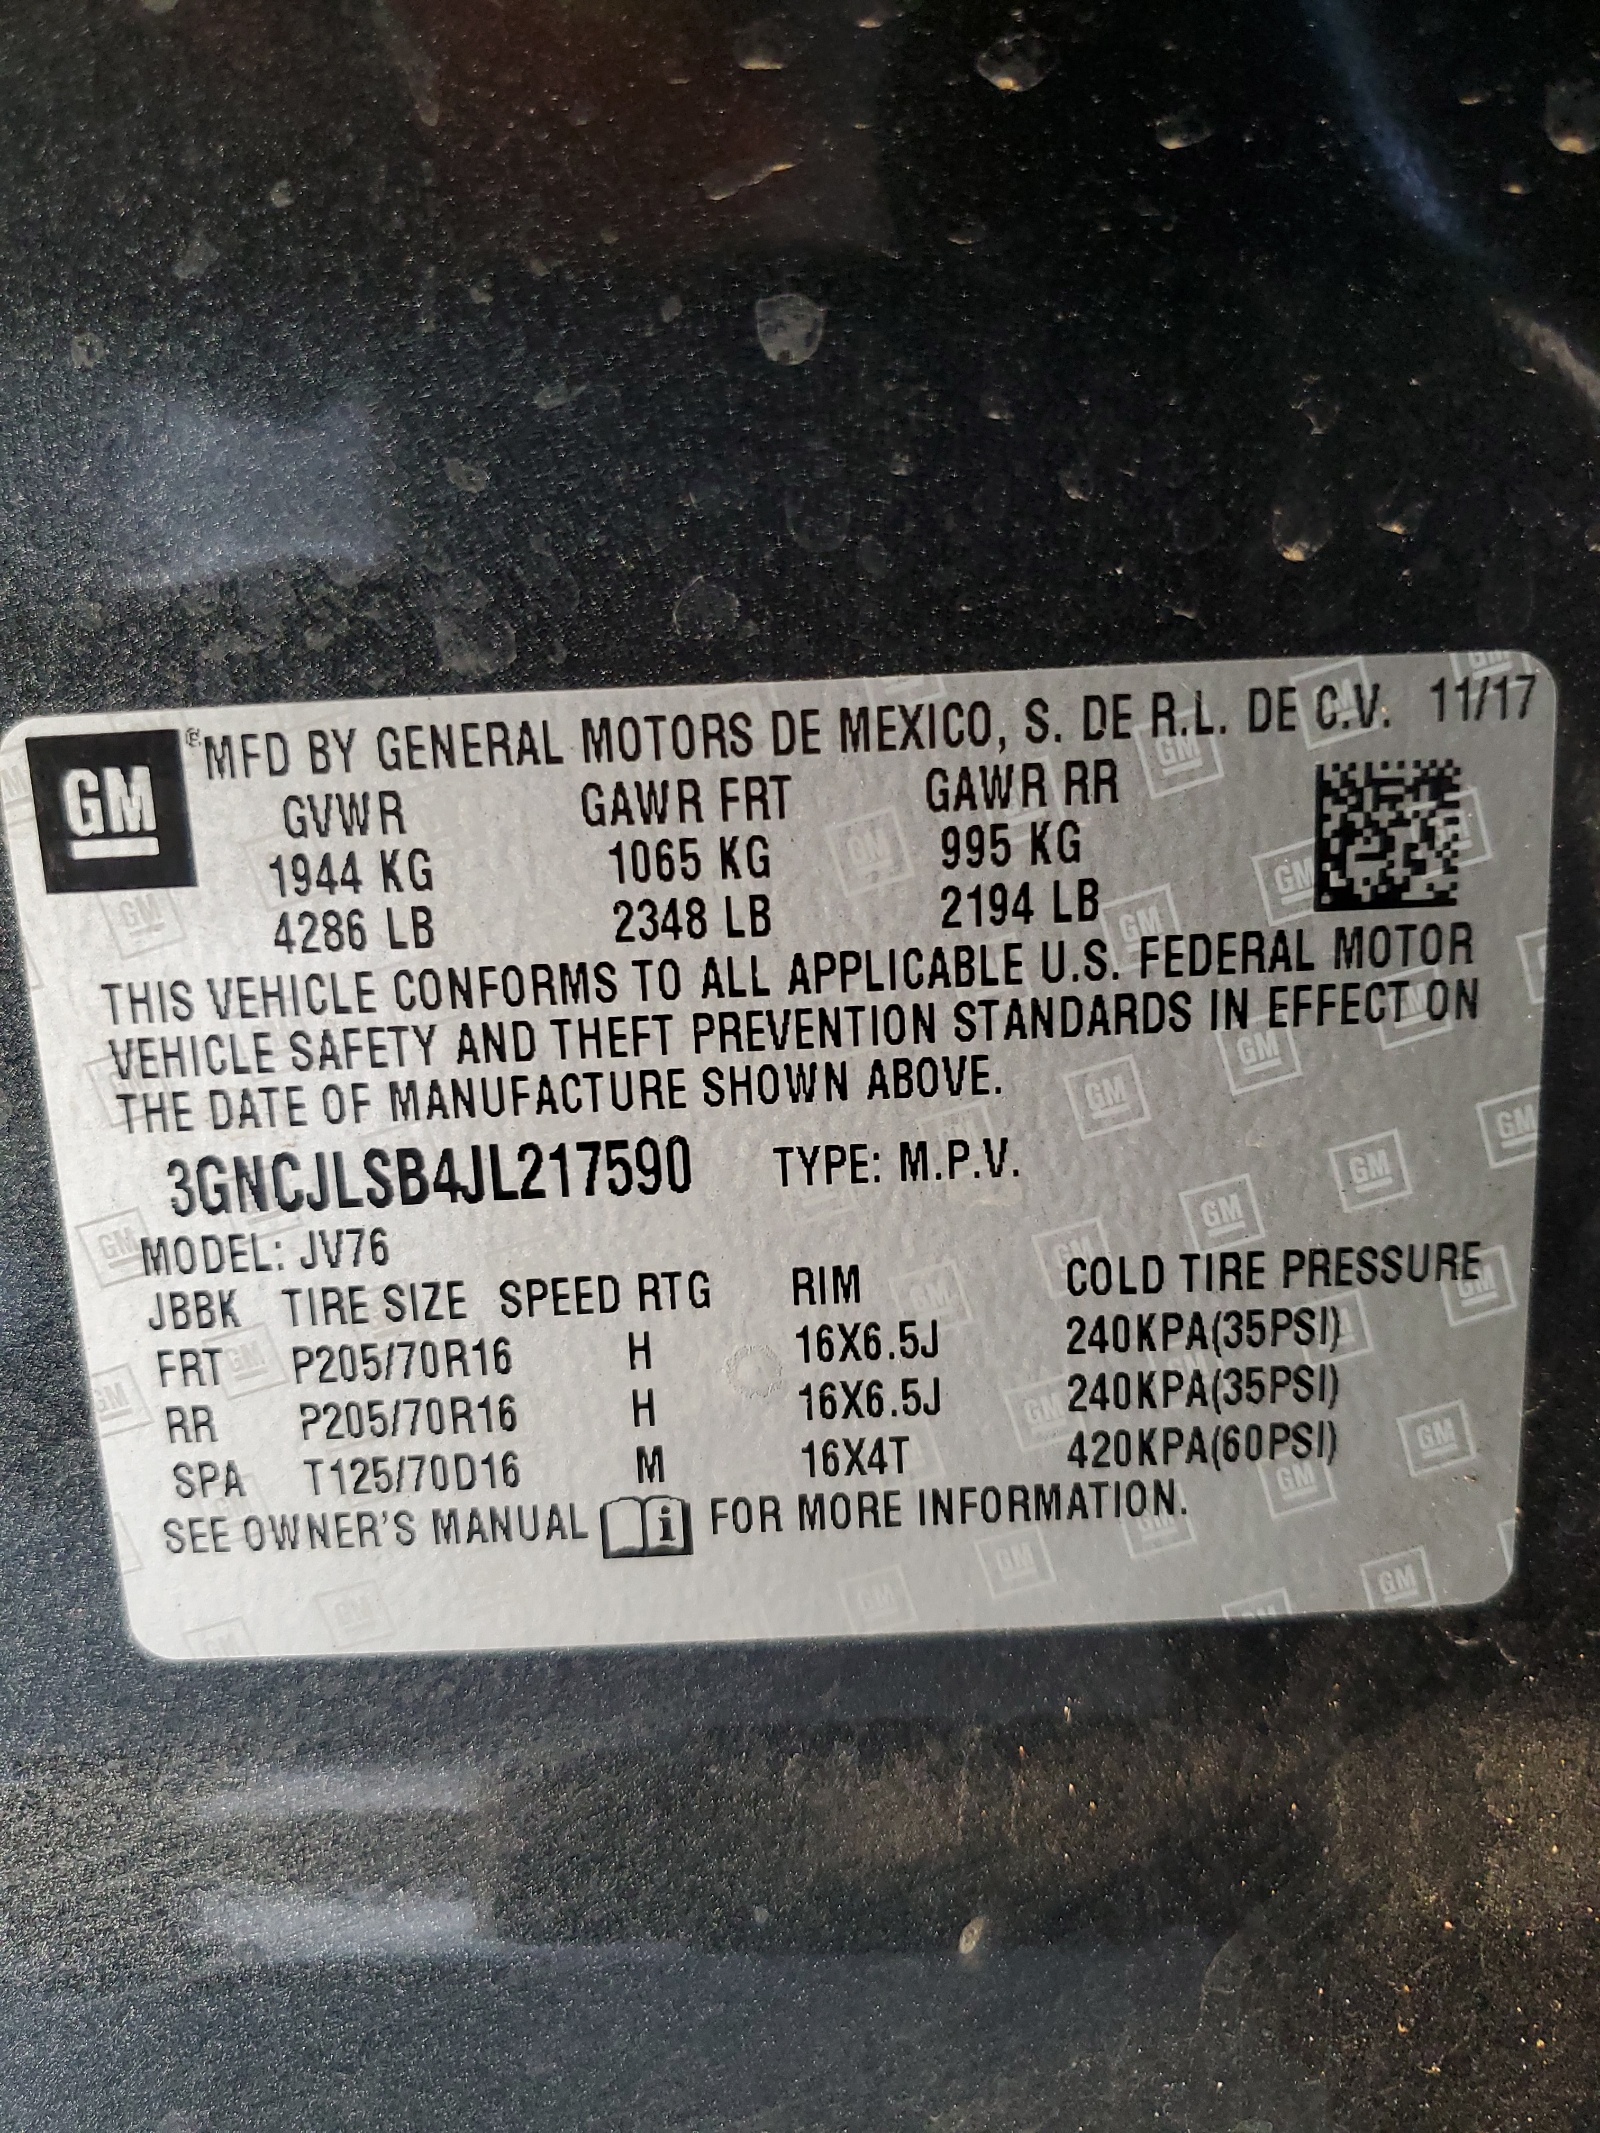 GM
® MFD BY GENERAL MOTORS DE MEXICO, S. DE R.L. DE C.V. 11/17
GVWR GAWR FRT GAWR RR
1944 KG 1065 KG 995 KG
4286 LB 2348 LB 2194 LB
THIS VEHICLE CONFORMS TO ALL APPLICABLE U.S. FEDERAL MOTOR
VEHICLE SAFETY AND THEFT PREVENTION STANDARDS IN EFFECT ON
THE DATE OF MANUFACTURE SHOWN ABOVE.
3GNCJLSB4JL217590 TYPE: M.P.V.
MODEL: JV76
JBBK TIRE SIZE SPEED RTG RIM COLD TIRE PRESSURE
FRT P205/70R16 H 16X6.5J 240KPA(35PSI)
RR P205/70R16 H 16X6.5J 240KPA(35PSI)
SPA T125/70D16 M 16X4T 420KPA(60PSI)
SEE OWNER'S MANUAL i FOR MORE INFORMATION.